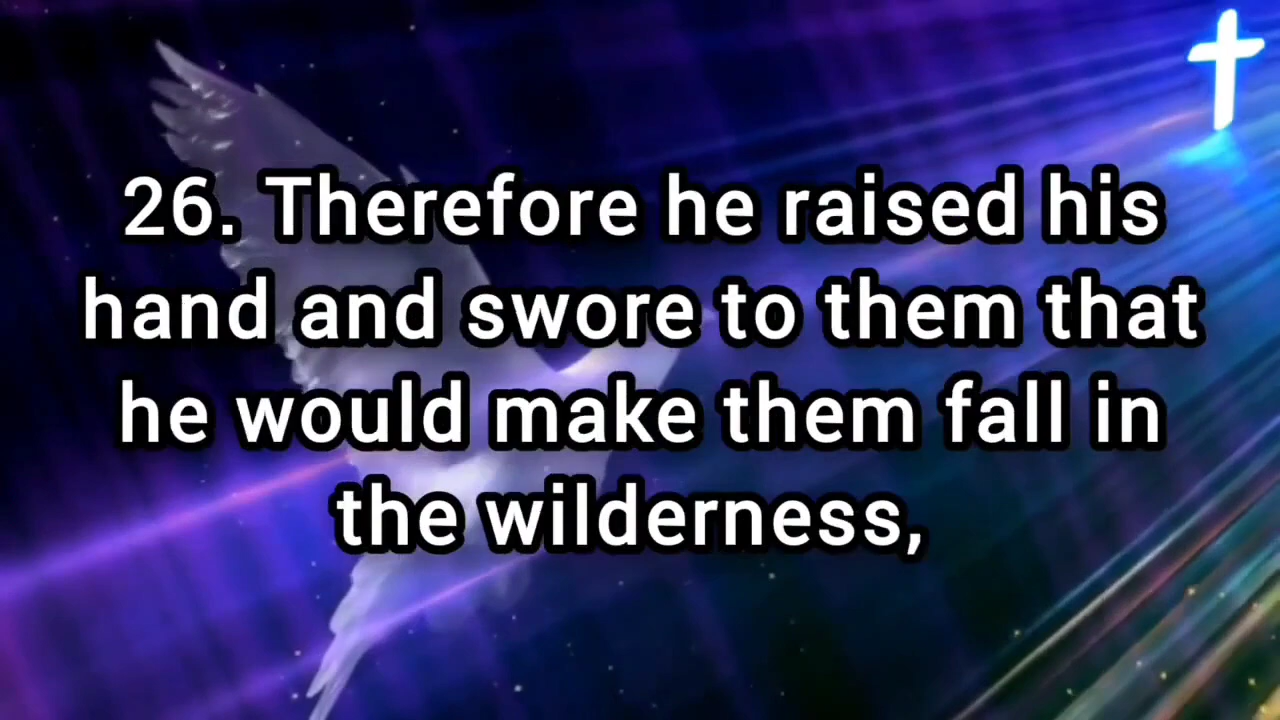 26. Therefore he raised his
hand and swore to them that
he would make them fall in
the wilderness,